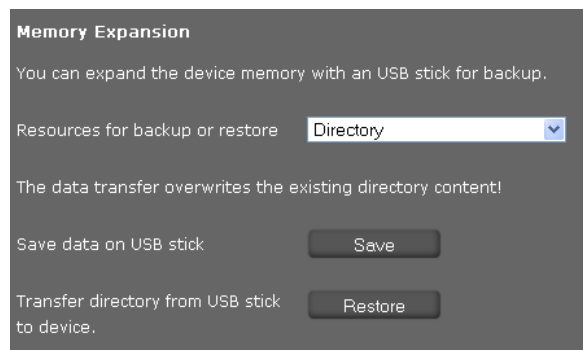 Memory Expansion
You can expand the device memory with an USB stick for backup.
Resources for backup or restore Directory
The data transfer overwrites the existing directory content!
Save data on USB stick Save
Transfer directory from USB stick Restore
to device.